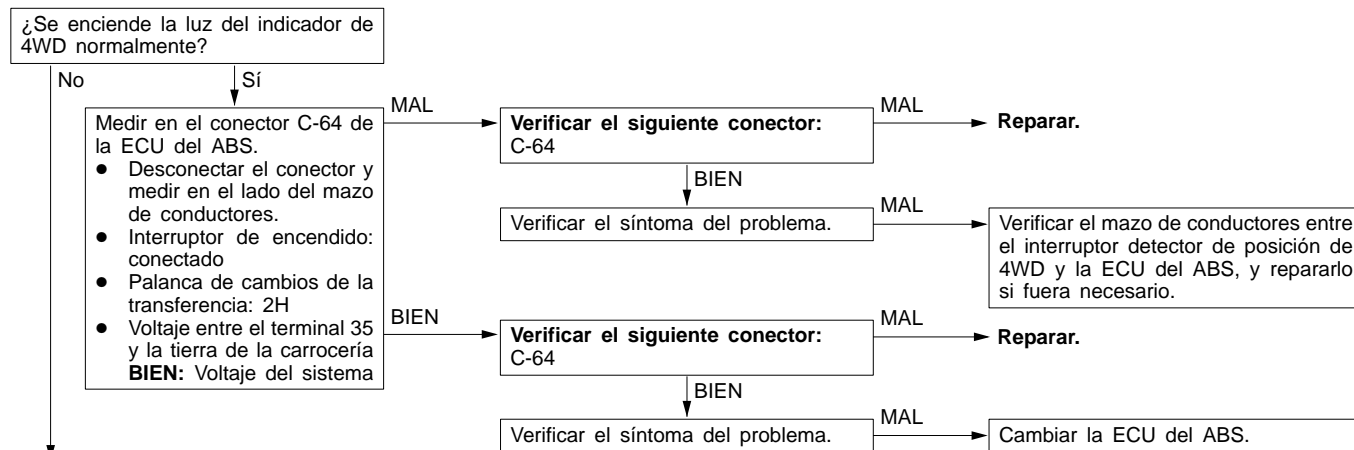 ¿Se enciende la luz del indicador de
4WD normalmente?
No
Sí
Medir en el conector C-64 de
la ECU del ABS.
● Desconectar el conector y
medir en el lado del mazo
de conductores.
● Interruptor de encendido:
conectado
● Palanca de cambios de la
transferencia: 2H
● Voltaje entre el terminal 35
y la tierra de la carrocería
BIEN: Voltaje del sistema
MAL
Verificar el siguiente conector:
C-64
MAL
Reparar.
BIEN
Verificar el síntoma del problema.
MAL
Verificar el mazo de conductores entre
el interruptor detector de posición de
4WD y la ECU del ABS, y repararlo
si fuera necesario.
BIEN
Verificar el siguiente conector:
C-64
MAL
Reparar.
BIEN
Verificar el síntoma del problema.
MAL
Cambiar la ECU del ABS.